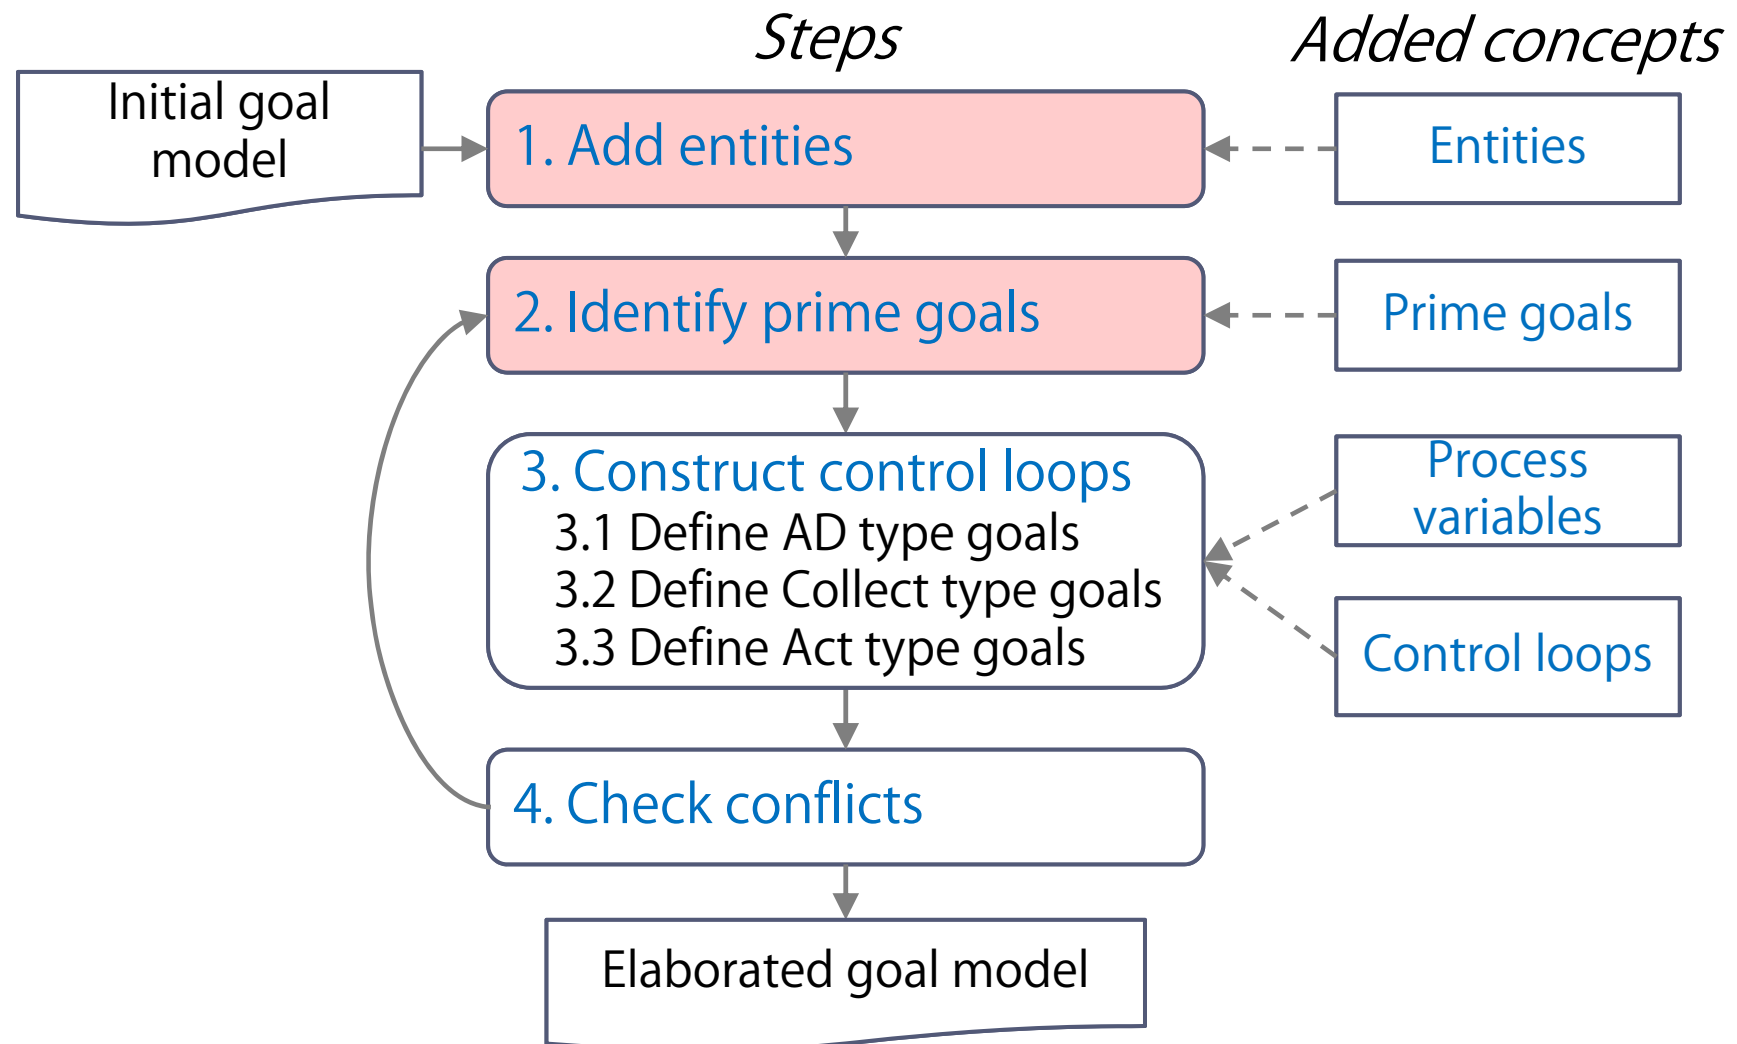 Steps
Added concepts
Initial goal
model
1. Add entities
Entities
2. Identify prime goals
Prime goals
3. Construct control loops
3.1 Define AD type goals
3.2 Define Collect type goals
3.3 Define Act type goals
Process
variables
Control loops
4. Check conflicts
Elaborated goal model